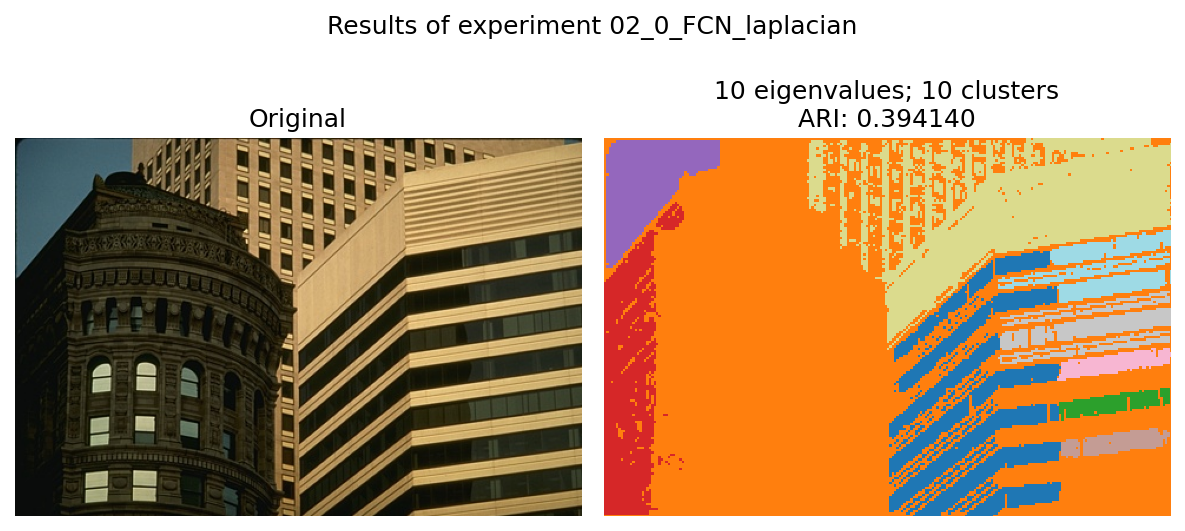 Results of experiment 02_0_FCN_laplacian
Original
10 eigenvalues; 10 clusters
ARI: 0.394140